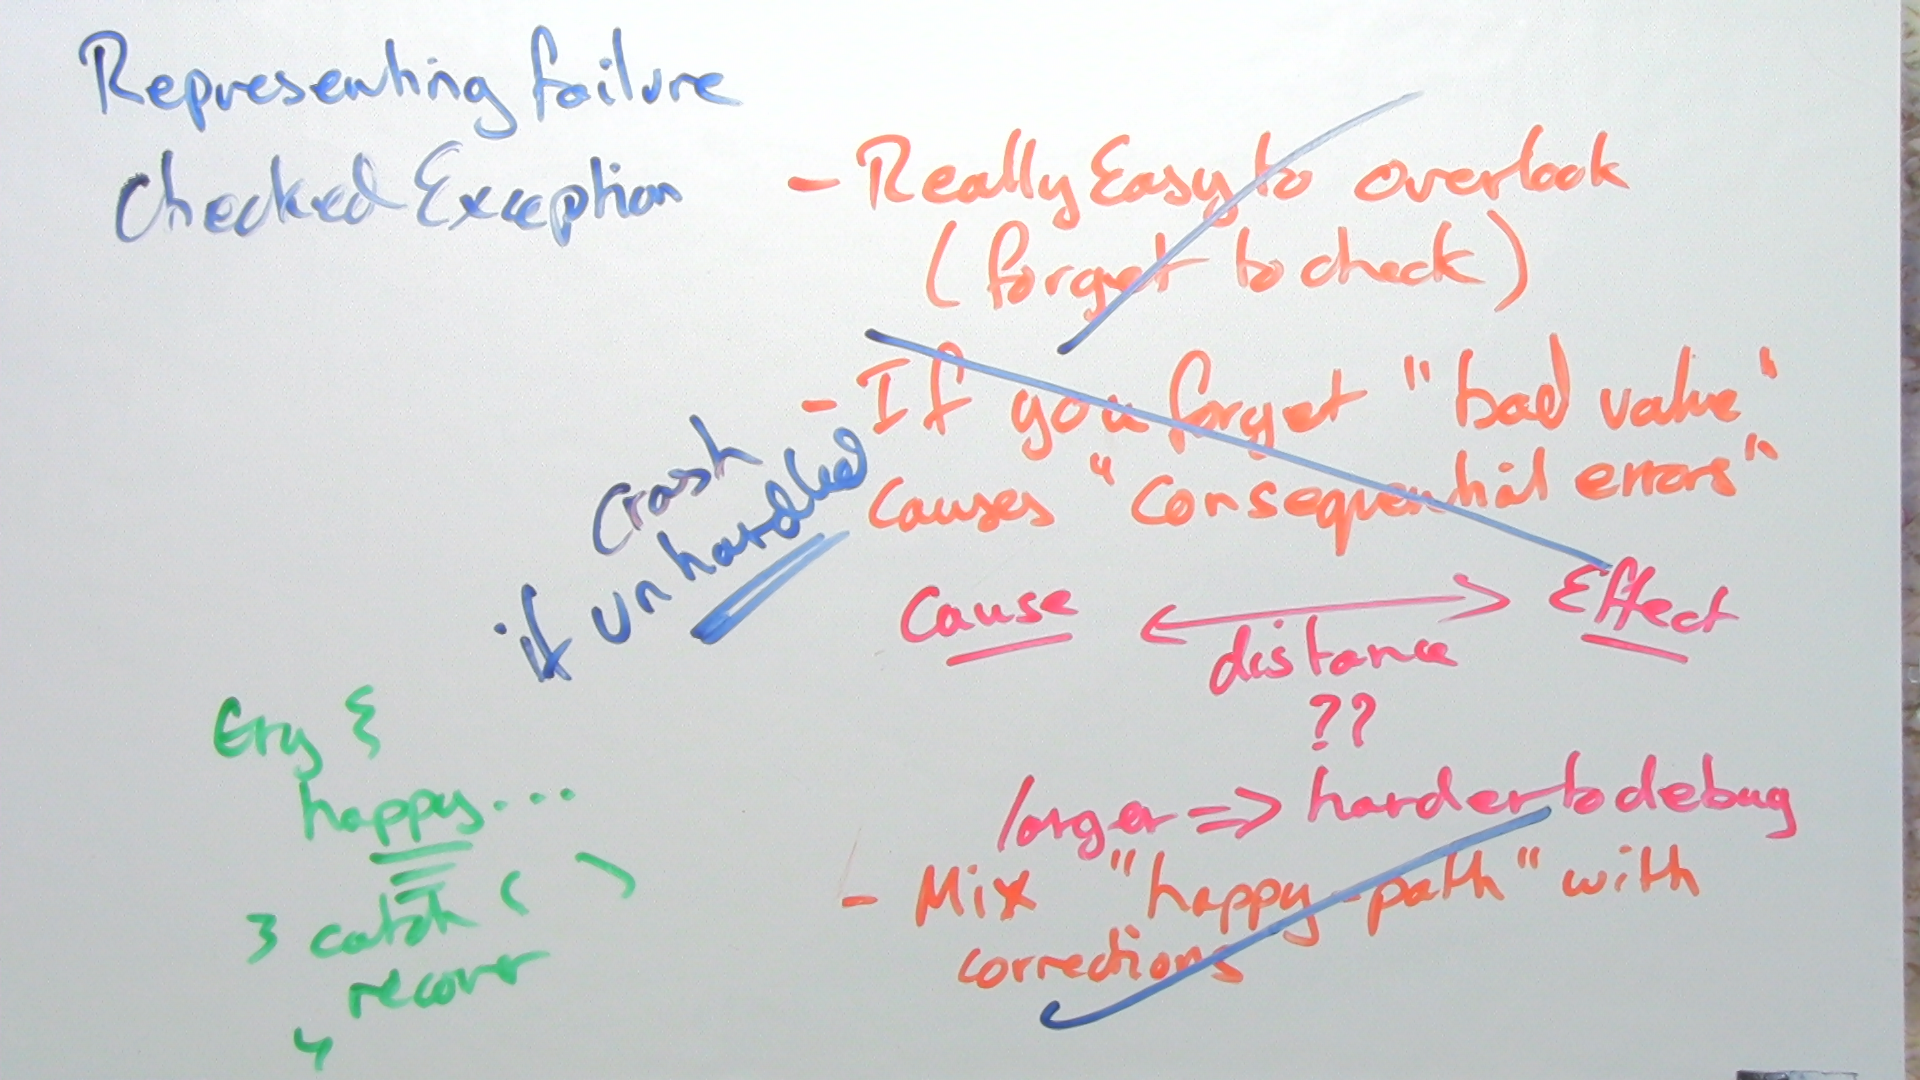 Representing failure
Checked Exception
- Really Easy to overlook
(forget to check)
- If you forget "bad value"
causes "consequential errors"
Crash
if unhandled
Cause
Effect
distance
??
larger => harder to debug
- Mix "happy-path" with
corrections
try {
happy...
} catch ( )
recover
}